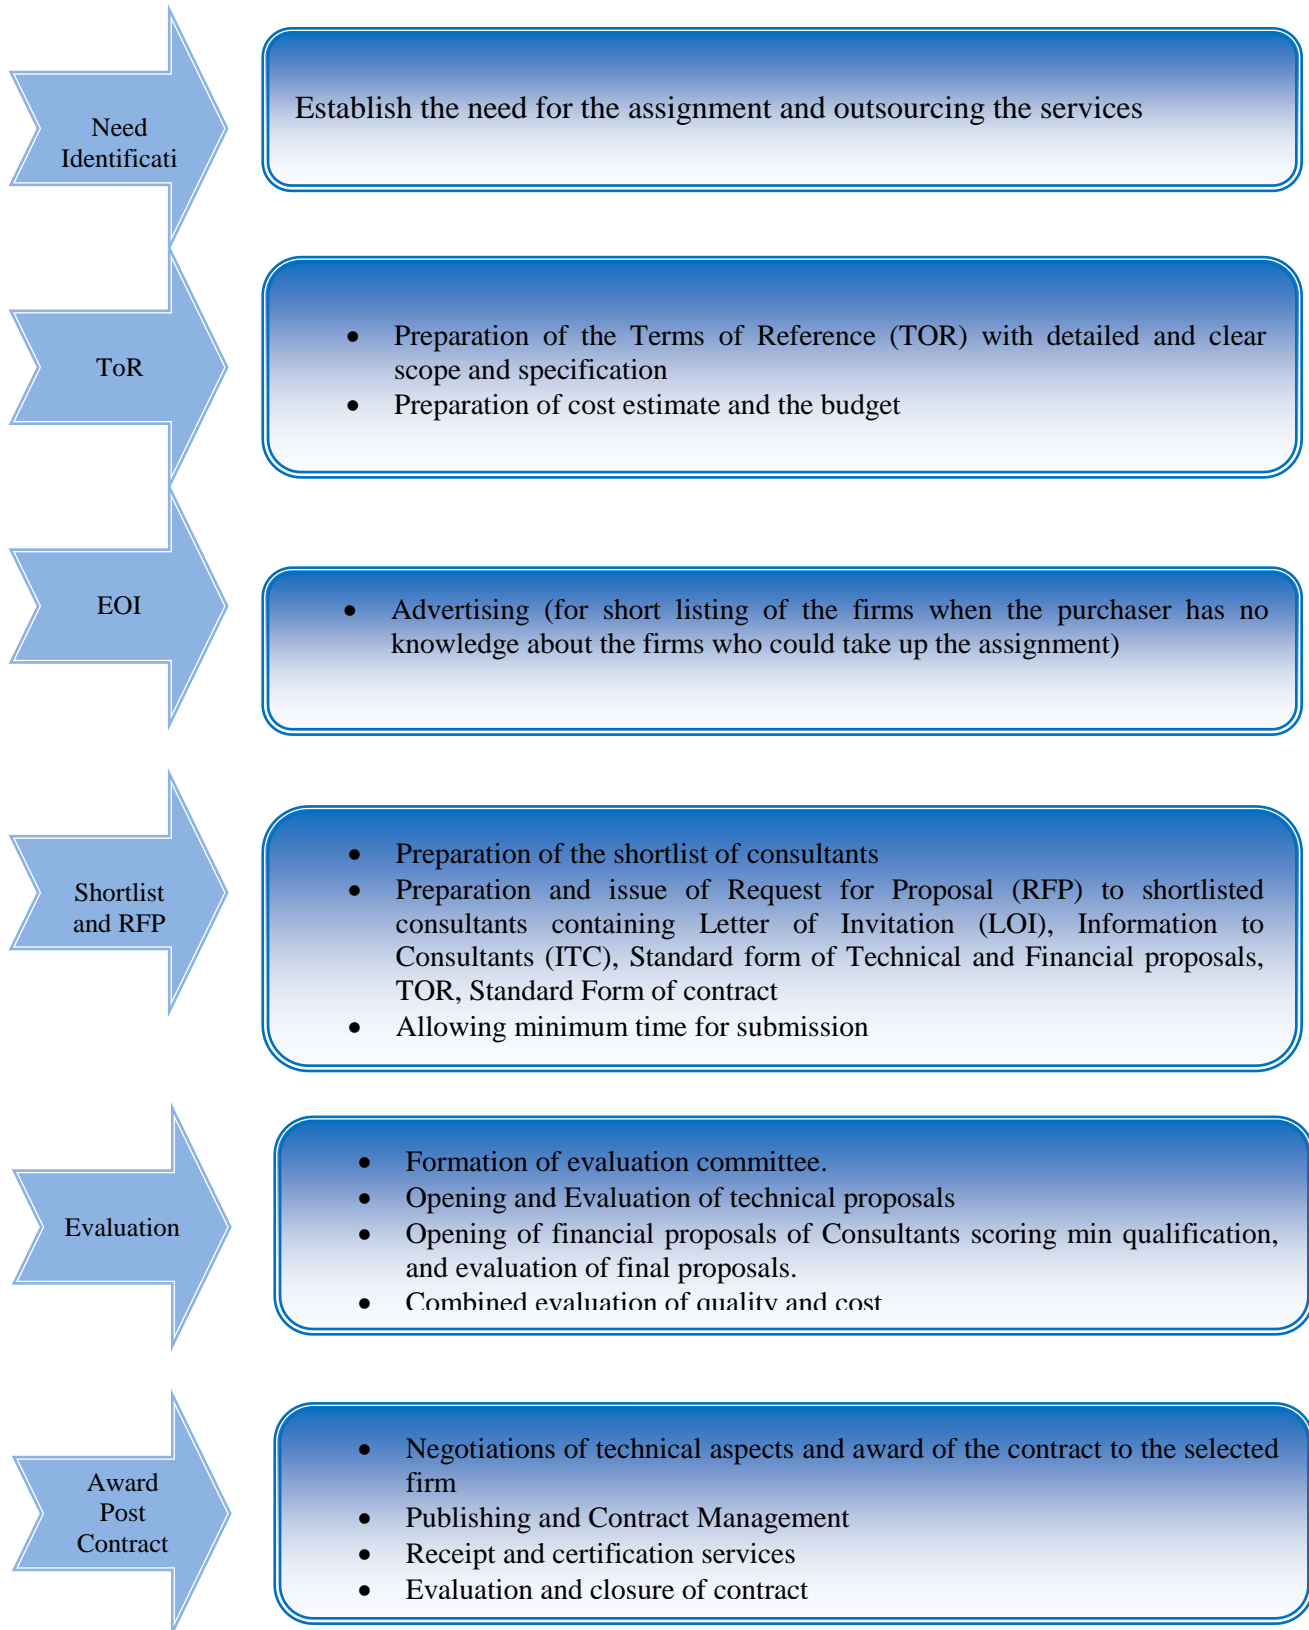 Need
Identificati
Establish the need for the assignment and outsourcing the services
ToR
• Preparation of the Terms of Reference (TOR) with detailed and clear
scope and specification
• Preparation of cost estimate and the budget
EOI
• Advertising (for short listing of the firms when the purchaser has no
knowledge about the firms who could take up the assignment)
Shortlist
and RFP
• Preparation of the shortlist of consultants
• Preparation and issue of Request for Proposal (RFP) to shortlisted
consultants containing Letter of Invitation (LOI), Information to
Consultants (ITC), Standard form of Technical and Financial proposals,
TOR, Standard Form of contract
• Allowing minimum time for submission
Evaluation
• Formation of evaluation committee.
• Opening and Evaluation of technical proposals
• Opening of financial proposals of Consultants scoring min qualification,
and evaluation of final proposals.
• Combined evaluation of quality and cost
Award
Post
Contract
• Negotiations of technical aspects and award of the contract to the selected
firm
• Publishing and Contract Management
• Receipt and certification services
• Evaluation and closure of contract